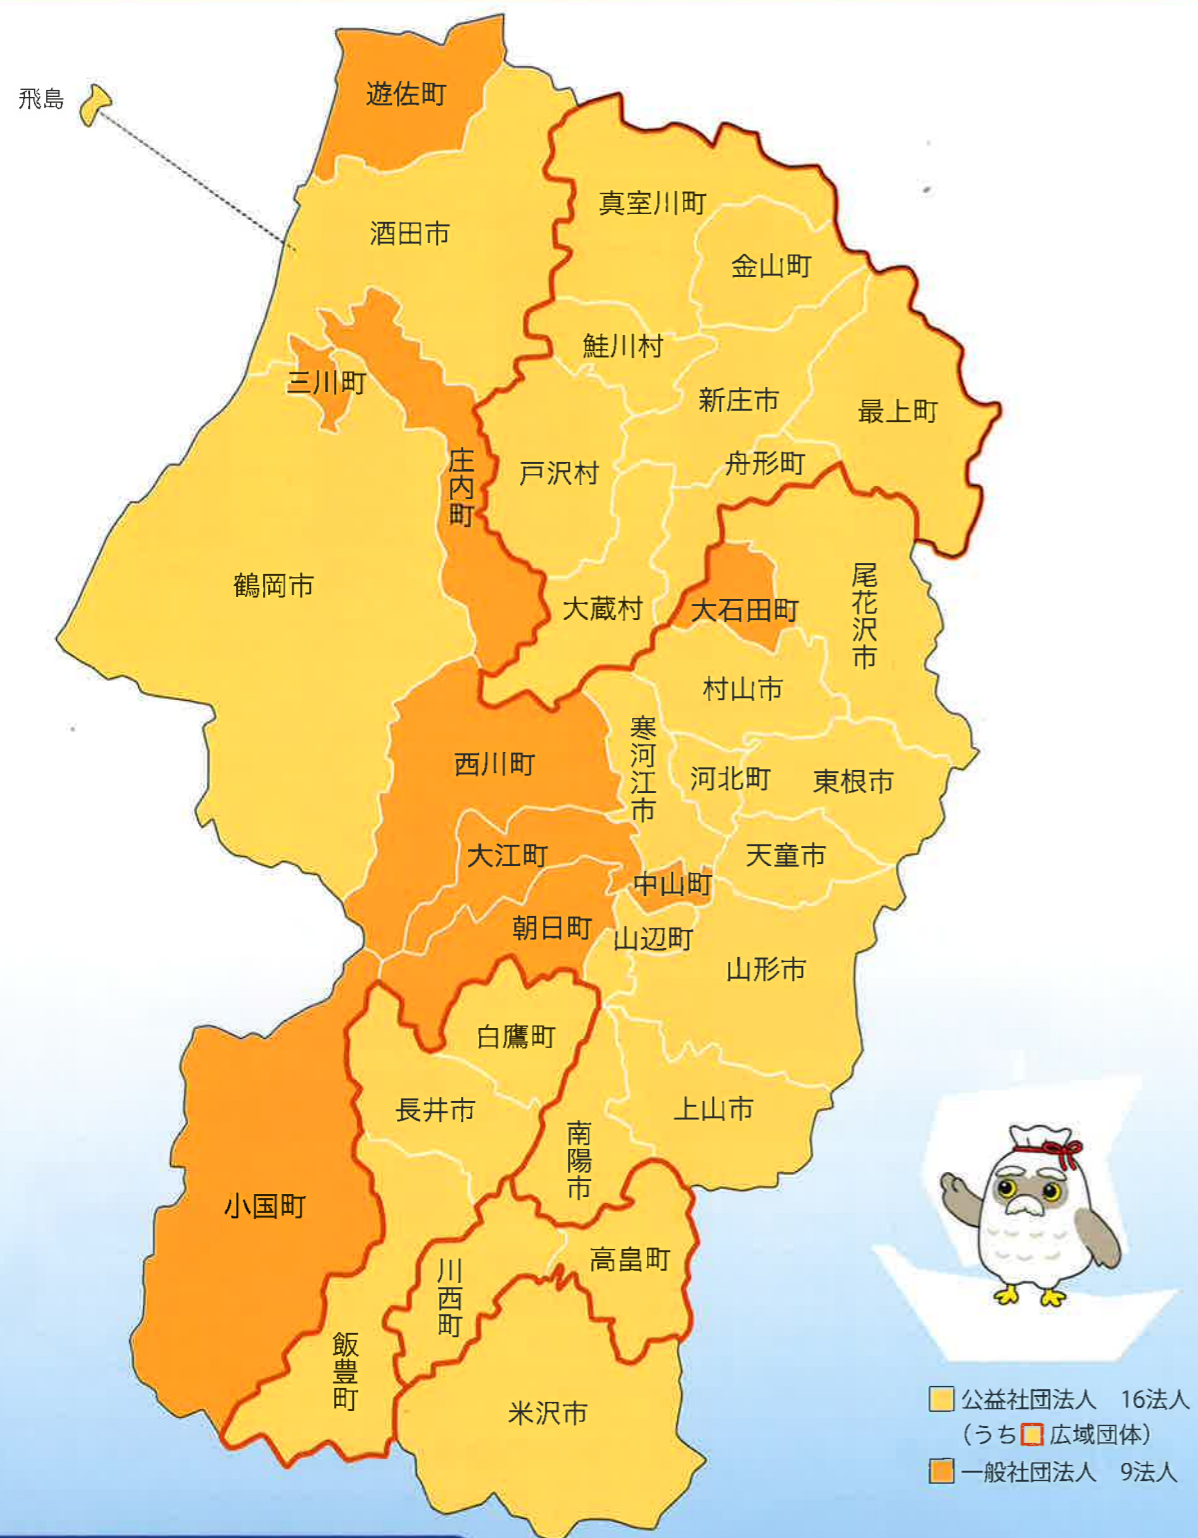 遊佐町
飛島
酒田市
真室川町
金山町
鮭川村
三川町
新庄市
最上町
庄内町
戸沢村
舟形町
鶴岡市
大蔵村
大石田町
尾花沢市
村山市
寒河江市
西川町
河北町
東根市
大江町
天童市
中山町
朝日町
山辺町
山形市
白鷹町
長井市
上山市
南陽市
小国町
高畠町
川西町
飯豊町
米沢市
公益社団法人 16法人
(うち 広域団体)
一般社団法人 9法人